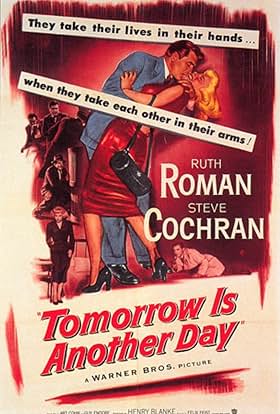 They take their lives in their hands...
when they take each other in their arms!
RUTH
ROMAN
STEVE
COCHRAN
"Tomorrow Is
Another Day"
A WARNER BROS. PICTURE
HENRY BLANKE